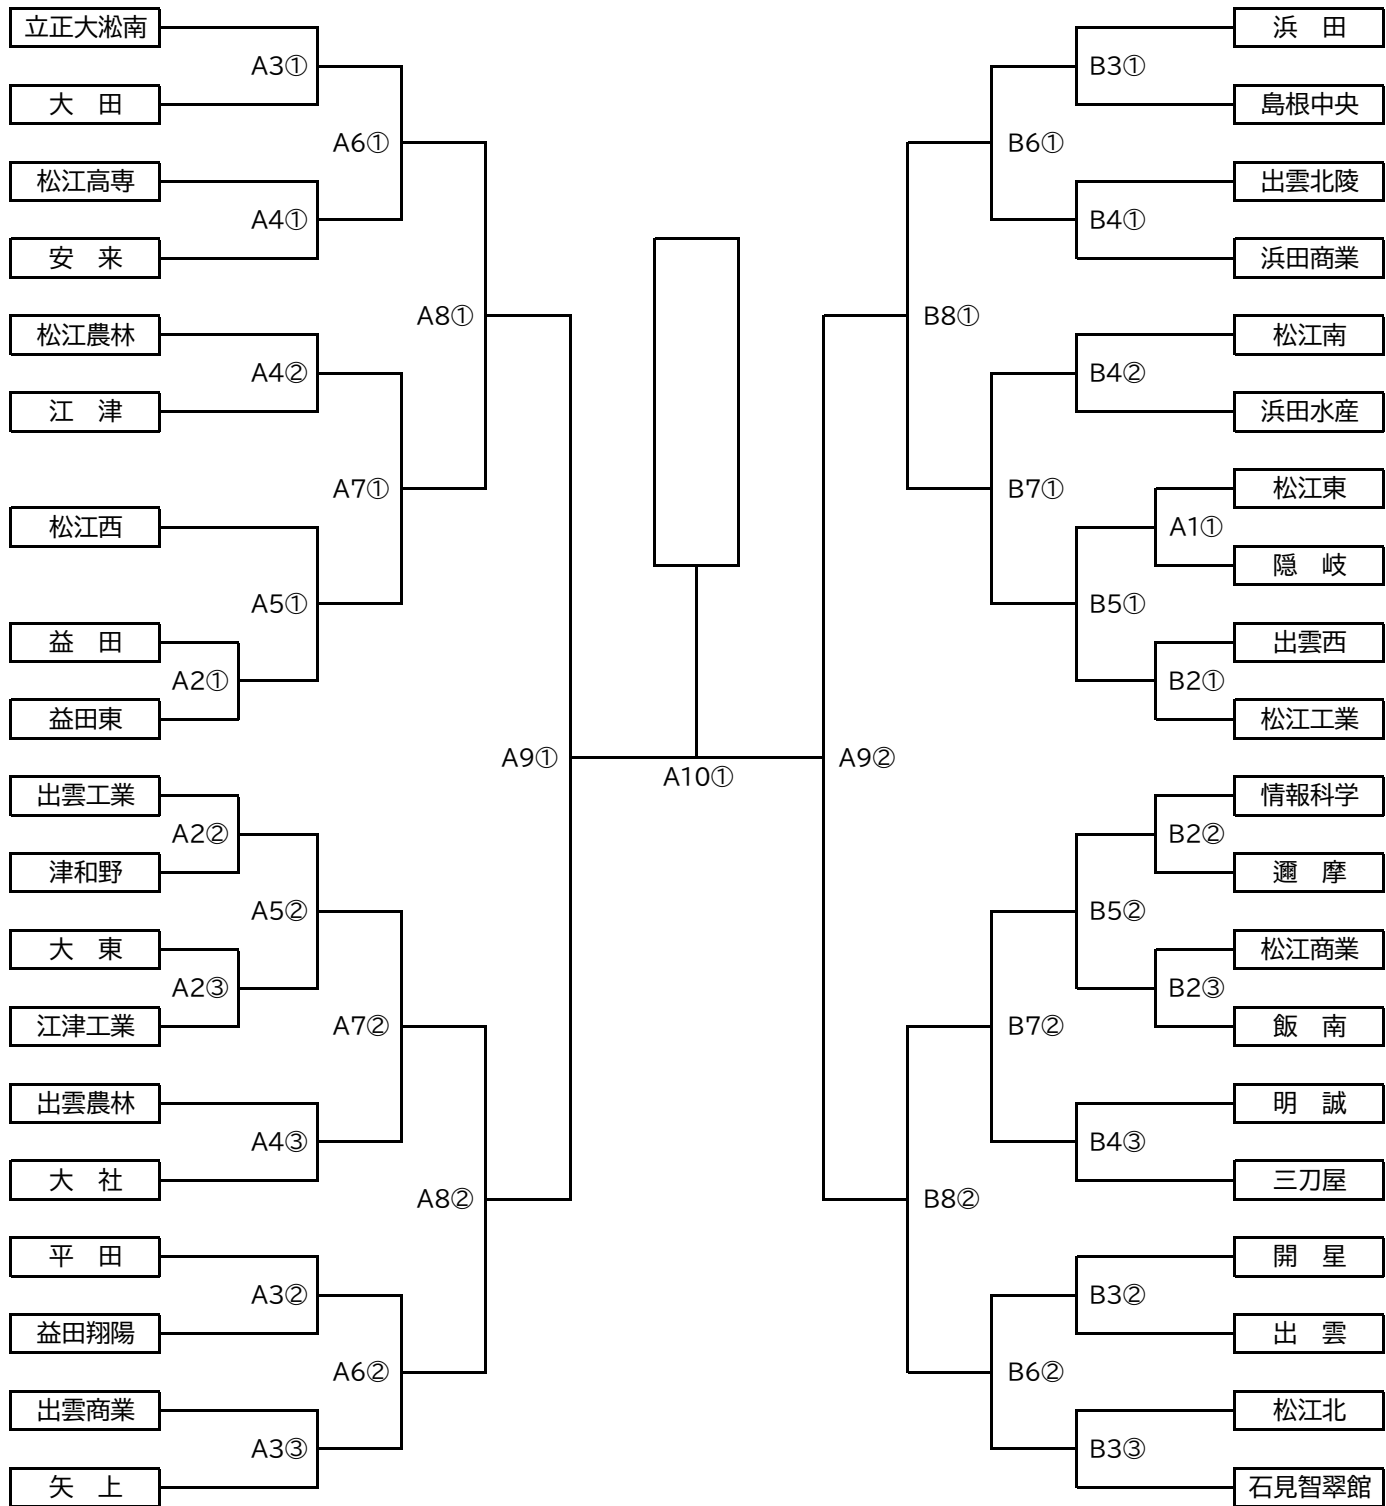 立正大淞南
A3①
大　田
A6①
松江高専
A4①
安　来
A8①
松江農林
A4②
江　津
A7①
松江西
A5①
益　田
A2①
益田東
A9①
出雲工業
A2②
津和野
A5②
大　東
A2③
江津工業
A7②
出雲農林
A4③
大　社
A8②
平　田
A3②
益田翔陽
A6②
出雲商業
A3③
矢　上
A10①
浜　田
B3①
島根中央
B6①
出雲北陵
B4①
浜田商業
B8①
松江南
B4②
浜田水産
B7①
松江東
A1①
隠　岐
B5①
出雲西
B2①
松江工業
A9②
情報科学
B2②
邇　摩
B5②
松江商業
B2③
飯　南
B7②
明　誠
B4③
三刀屋
B8②
開　星
B3②
出　雲
B6②
松江北
B3③
石見智翠館